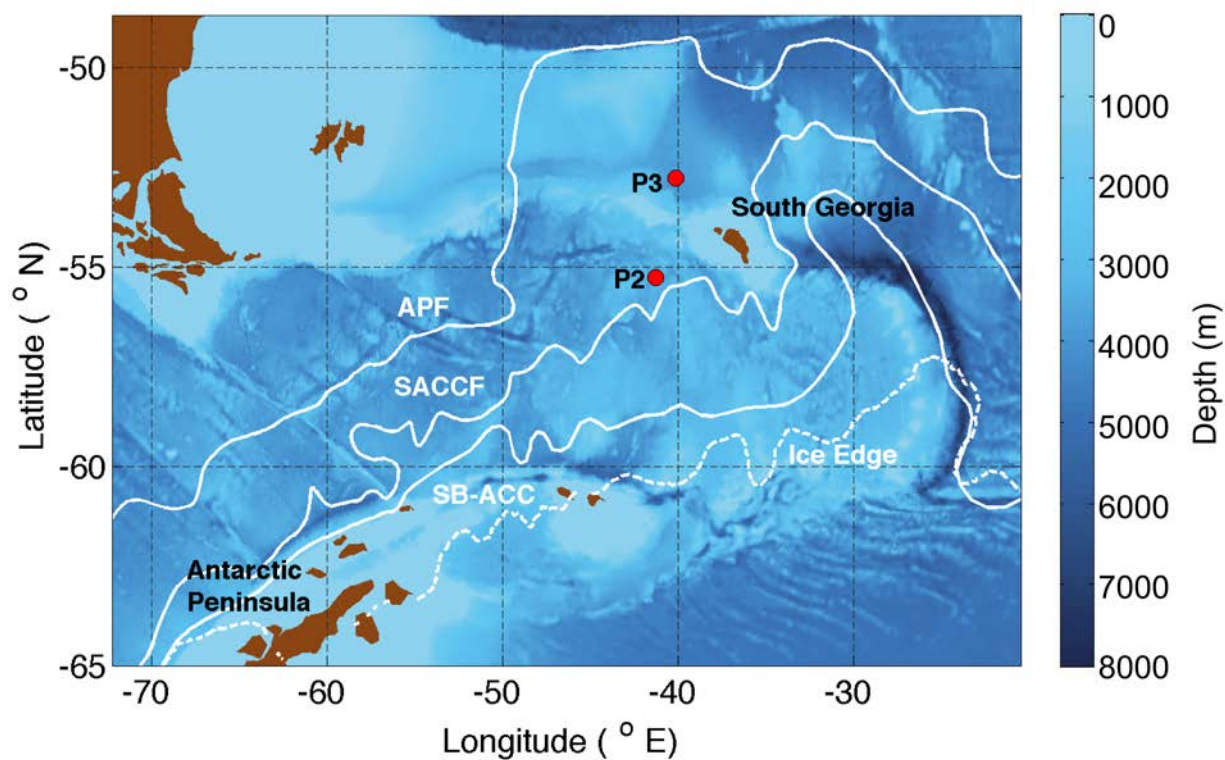 -50
-55
-60
-65
Latitude ( ° N)
-70
-60
-50
-40
-30
Longitude ( ° E)
P3
South Georgia
P2
APF
SACCF
Ice Edge
SB-ACC
Antarctic
Peninsula
0
1000
2000
3000
4000
5000
6000
7000
8000
Depth (m)